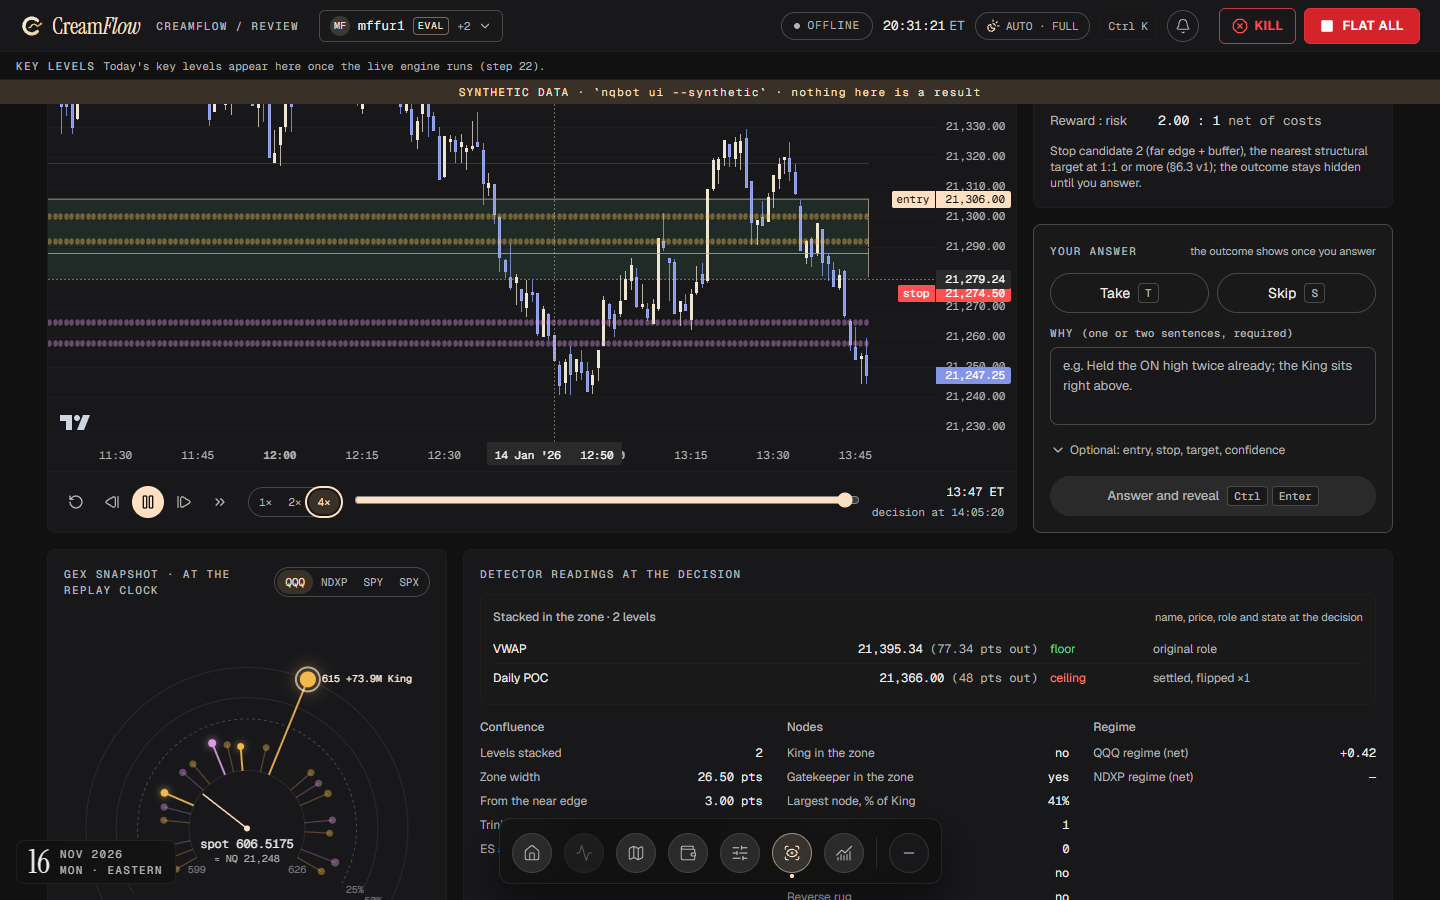 CreamFlow CREAMFLOW / REVIEW MF mffur1 EVAL +2 OFFLINE 20:31:21 ET AUTO · FULL Ctrl K KILL FLAT ALL
KEY LEVELS Today's key levels appear here once the live engine runs (step 22).
SYNTHETIC DATA · `nqbot ui --synthetic` · nothing here is a result
21,330.00
21,320.00
21,310.00
entry 21,306.00
21,300.00
21,290.00
21,279.24
stop 21,274.50
21,270.00
21,260.00
21,250.00
21,247.25
21,240.00
21,230.00
11:30 11:45 12:00 12:15 12:30 14 Jan '26 12:50 13:15 13:30 13:45
1× 2× 4× 13:47 ET
decision at 14:05:20
Reward : risk 2.00 : 1 net of costs
Stop candidate 2 (far edge + buffer), the nearest structural
target at 1:1 or more (§6.3 v1); the outcome stays hidden
until you answer.
YOUR ANSWER the outcome shows once you answer
Take T Skip S
WHY (one or two sentences, required)
e.g. Held the ON high twice already; the King sits
right above.
Optional: entry, stop, target, confidence
Answer and reveal Ctrl Enter
GEX SNAPSHOT · AT THE
REPLAY CLOCK
QQQ NDXP SPY SPX
615 +73.9M King
spot 606.5175
≈ NQ 21,248
599 626
25%
50%
DETECTOR READINGS AT THE DECISION
Stacked in the zone · 2 levels name, price, role and state at the decision
VWAP 21,395.34 (77.34 pts out) floor original role
Daily POC 21,366.00 (48 pts out) ceiling settled, flipped ×1
Confluence Nodes Regime
Levels stacked 2 King in the zone no QQQ regime (net) +0.42
Zone width 26.50 pts Gatekeeper in the zone yes NDXP regime (net) —
From the near edge 3.00 pts Largest node, % of King 41%
1
ES 0
no
Reverse rug no
16 NOV 2026
MON · EASTERN